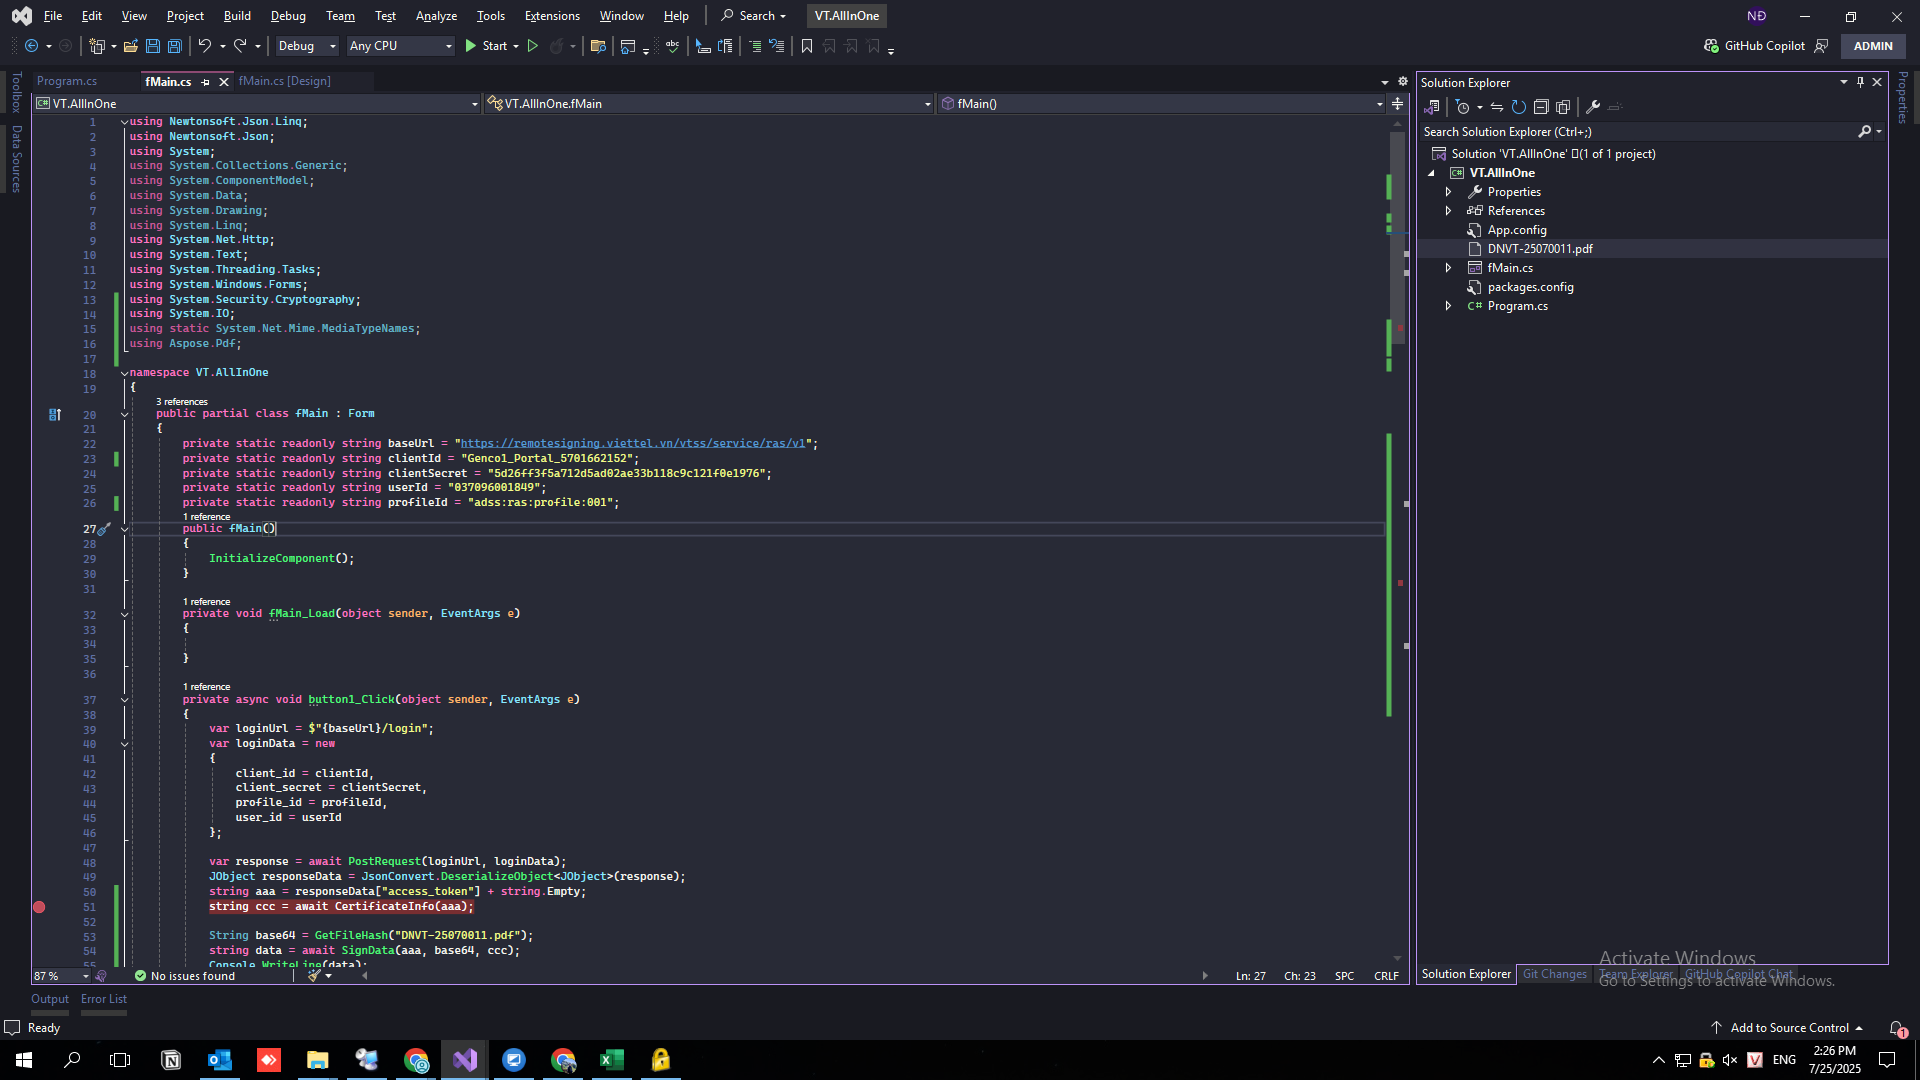 File Edit View Project Build Debug Team Test Analyze Tools Extensions Window Help Search VT.AllInOne NĐ
Debug Any CPU Start GitHub Copilot ADMIN
Toolbox
Data Sources
Program.cs fMain.cs fMain.cs [Design]
VT.AllInOne VT.AllInOne.fMain fMain()
1 using Newtonsoft.Json.Linq;
2 using Newtonsoft.Json;
3 using System;
4 using System.Collections.Generic;
5 using System.ComponentModel;
6 using System.Data;
7 using System.Drawing;
8 using System.Linq;
9 using System.Net.Http;
10 using System.Text;
11 using System.Threading.Tasks;
12 using System.Windows.Forms;
13 using System.Security.Cryptography;
14 using System.IO;
15 using static System.Net.Mime.MediaTypeNames;
16 using Aspose.Pdf;
17
18 namespace VT.AllInOne
19 {
3 references
20 public partial class fMain : Form
21 {
22 private static readonly string baseUrl = "https://remotesigning.viettel.vn/vtss/service/ras/v1";
23 private static readonly string clientId = "Genco1_Portal_5701662152";
24 private static readonly string clientSecret = "5d26ff3f5a712d5ad02ae33b118c9c121f0e1976";
25 private static readonly string userId = "037096001849";
26 private static readonly string profileId = "adss:ras:profile:001";
1 reference
27 public fMain()
28 {
29 InitializeComponent();
30 }
31
1 reference
32 private void fMain_Load(object sender, EventArgs e)
33 {
34
35 }
36
1 reference
37 private async void button1_Click(object sender, EventArgs e)
38 {
39 var loginUrl = $"{baseUrl}/login";
40 var loginData = new
41 {
42 client_id = clientId,
43 client_secret = clientSecret,
44 profile_id = profileId,
45 user_id = userId
46 };
47
48 var response = await PostRequest(loginUrl, loginData);
49 JObject responseData = JsonConvert.DeserializeObject<JObject>(response);
50 string aaa = responseData["access_token"] + string.Empty;
51 string ccc = await CertificateInfo(aaa);
52
53 String base64 = GetFileHash("DNVT-25070011.pdf");
54 string data = await SignData(aaa, base64, ccc);
55 Console.WriteLine(data);
87 % No issues found Ln: 27 Ch: 23 SPC CRLF
Solution Explorer
Search Solution Explorer (Ctrl+;)
Solution 'VT.AllInOne' (1 of 1 project)
VT.AllInOne
Properties
References
App.config
DNVT-25070011.pdf
fMain.cs
packages.config
C# Program.cs
Properties
Solution Explorer Git Changes Team Explorer GitHub Copilot Chat
Activate Windows
Go to Settings to activate Windows.
Output Error List
Ready Add to Source Control 1
ENG 2:26 PM
7/25/2025